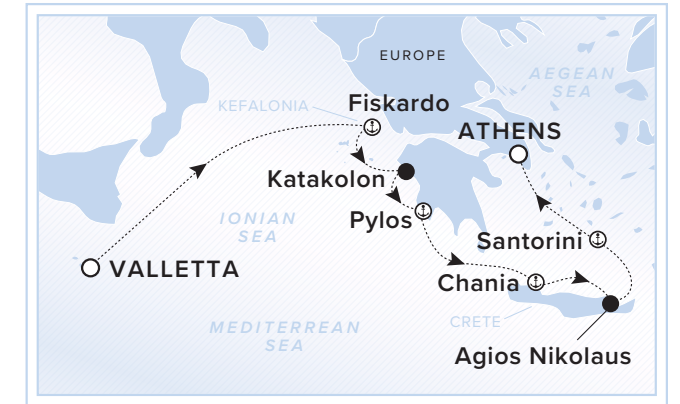 EUROPE
AEGEAN
SEA
KEFALONIA
Fiskardo
ATHENS
Katakolon
Pylos
IONIAN
SEA
Santorini
VALLETTA
Chania
CRETE
MEDITERREAN
SEA
Agios Nikolaus